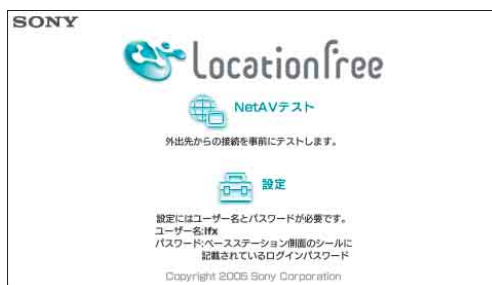 SONY
Locationfree
NetAVテスト
外出先からの接続を事前にテストします。
設定
設定にはユーザー名とパスワードが必要です。
ユーザー名:lfx
パスワード:ベースステーション側面のシールに
記載されているログインパスワード
Copyright 2005 Sony Corporation